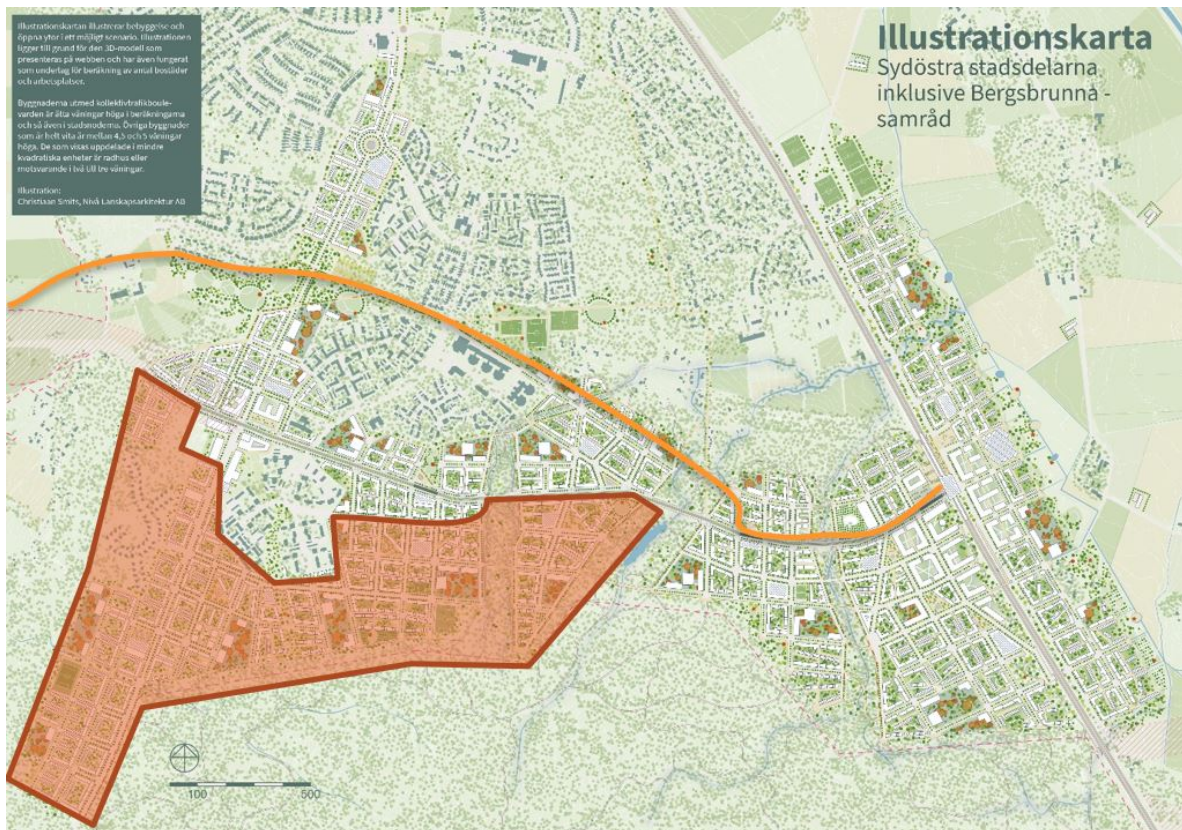 Illustrationskartan illustrerar bebyggelse och
öppna ytor i ett möjligt scenario. Illustrationen
ligger till grund för den 3D-modell som
presenteras på webben och har även fungerat
som underlag för beräkning av antal bostäder
och arbetsplatser.
Byggnaderna utmed kollektivtrafikboule-
varden är åtta våningar höga i beräkningarna
och så även i stadsnoderna. Övriga byggnader
som är helt vita är mellan 4,5 och 5 våningar
höga. De som visas uppdelade i mindre
kvadratiska enheter är radhus eller
motsvarande i två till tre våningar.
Illustration:
Christiaan Smits, Nivå Lanskapsarkitektur AB
Illustrationskarta
Sydöstra stadsdelarna
inklusive Bergsbrunna -
samråd
100 500